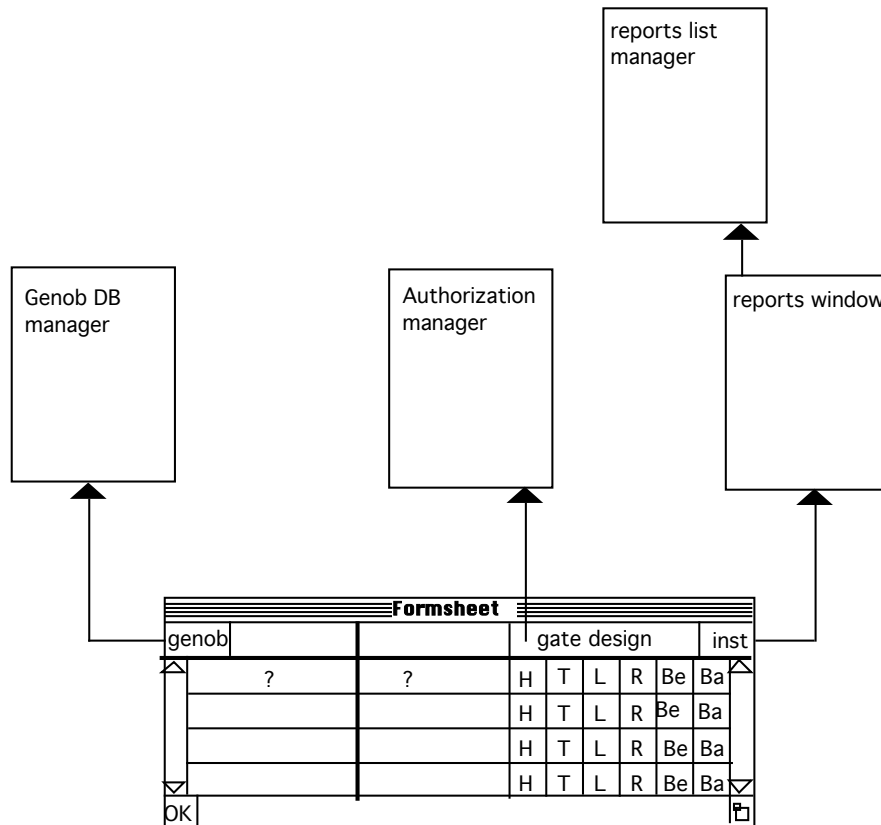 reports list
manager
Genob DB
manager
Authorization
manager
reports window
Formsheet
genob gate design inst
? ? H T L R Be Ba
H T L R Be Ba
H T L R Be Ba
H T L R Be Ba
OK